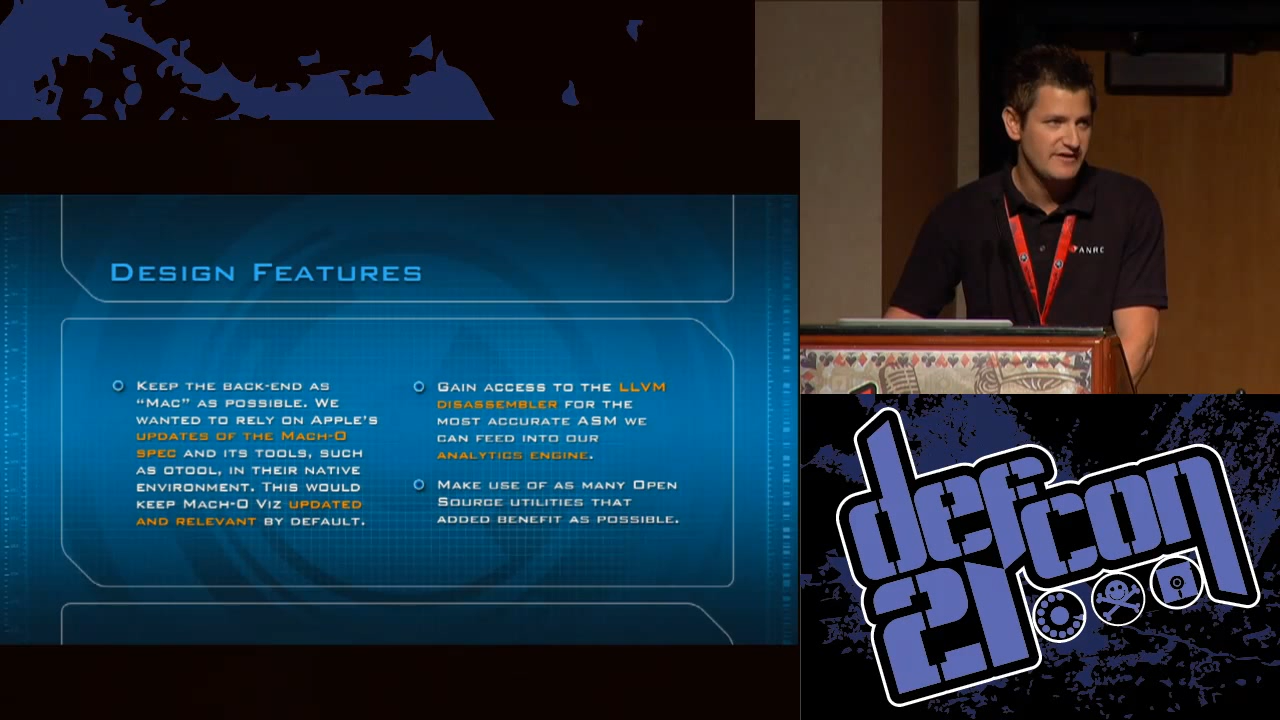 DESIGN FEATURES
KEEP THE BACK-END AS
“MAC” AS POSSIBLE. WE
WANTED TO RELY ON APPLE’S
UPDATES OF THE MACH-O
SPEC AND ITS TOOLS, SUCH
AS OTOOL, IN THEIR NATIVE
ENVIRONMENT. THIS WOULD
KEEP MACH-O VIZ UPDATED
AND RELEVANT BY DEFAULT.
GAIN ACCESS TO THE LLVM
DISASSEMBLER FOR THE
MOST ACCURATE ASM WE
CAN FEED INTO OUR
ANALYTICS ENGINE.
MAKE USE OF AS MANY OPEN
SOURCE UTILITIES THAT
ADDED BENEFIT AS POSSIBLE.
ANRC
defcon
21